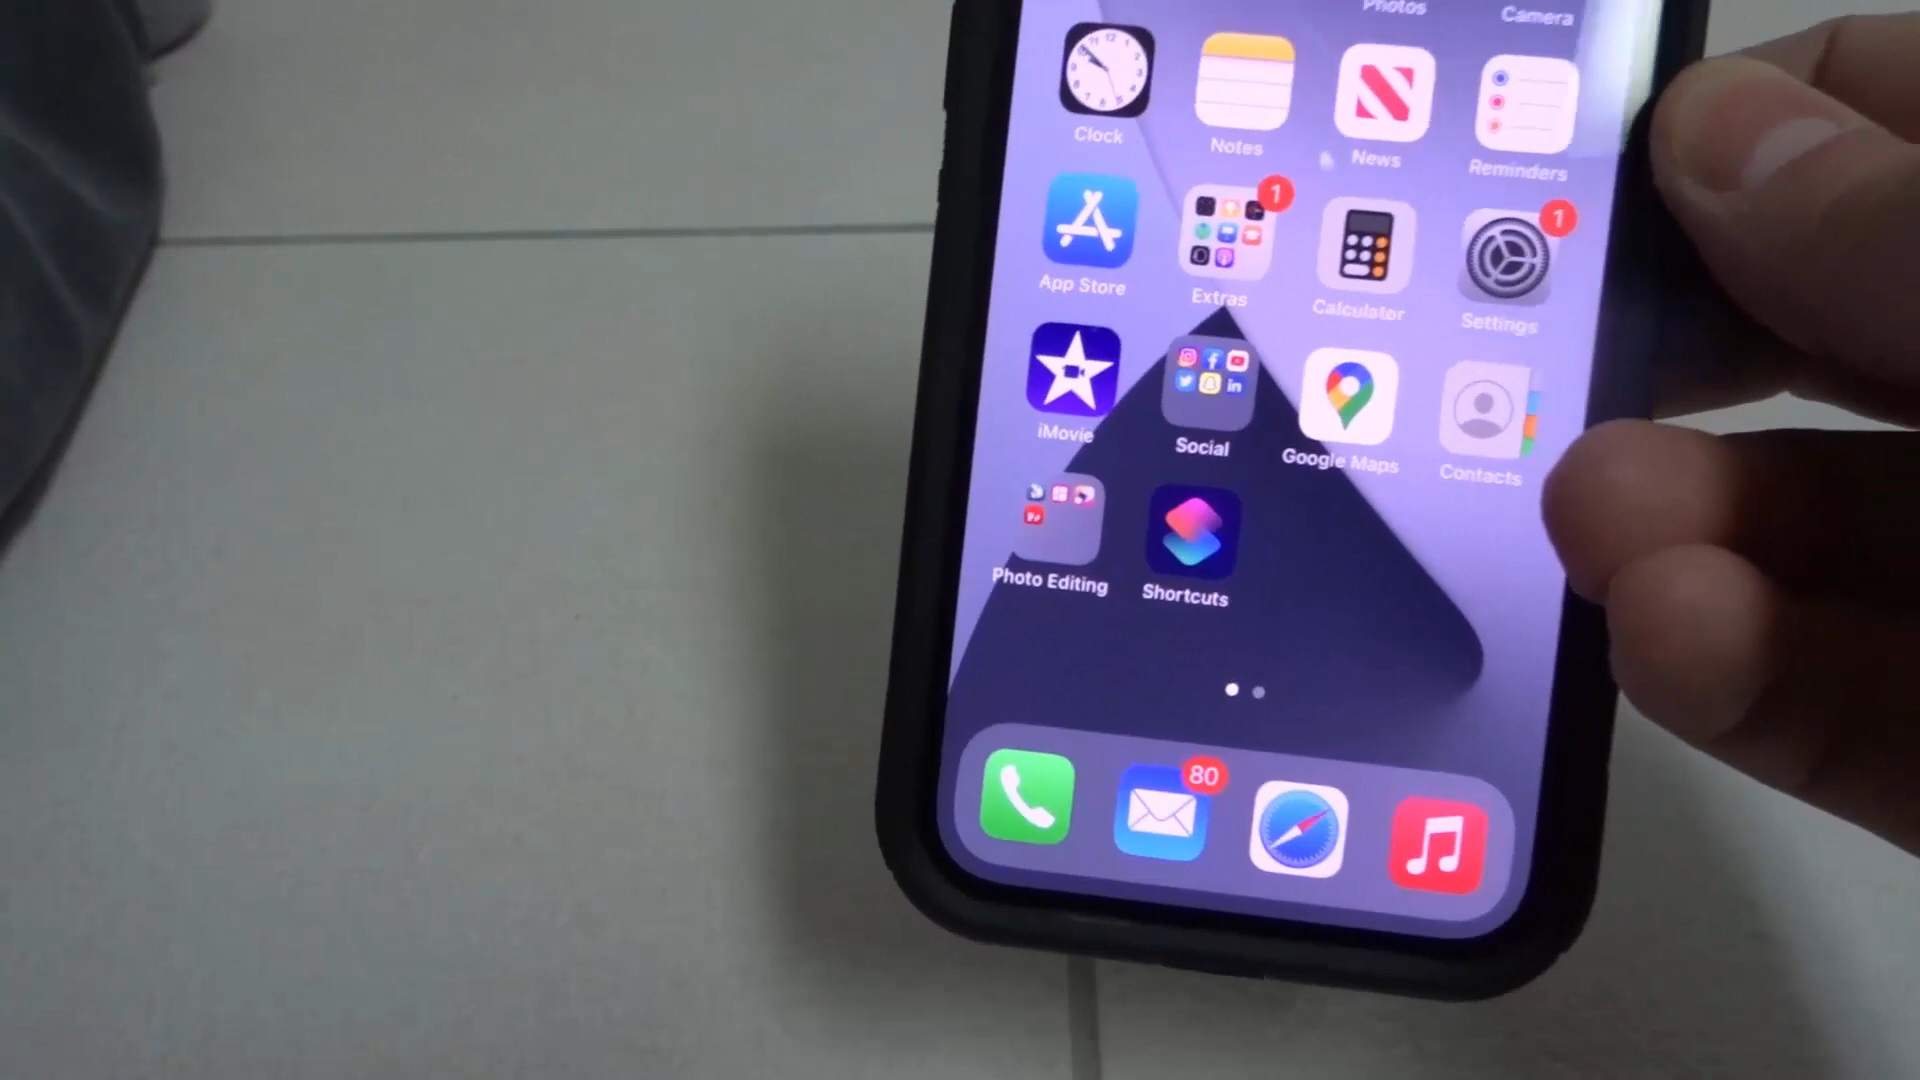 Photos
Camera
Clock
Notes
News
Reminders
1
1
App Store
Extras
Calculator
Settings
iMovie
Social
Google Maps
Contacts
Photo Editing
Shortcuts
80